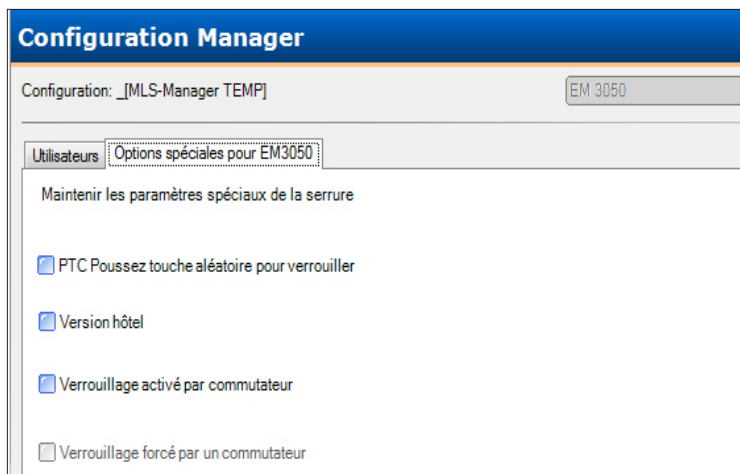 Configuration Manager
Configuration: _[MLS-Manager TEMP]
EM 3050
Utilisateurs
Options spéciales pour EM3050
Maintenir les paramètres spéciaux de la serrure
PTC Poussez touche aléatoire pour verrouiller
Version hôtel
Verrouillage activé par commutateur
Verrouillage forcé par un commutateur